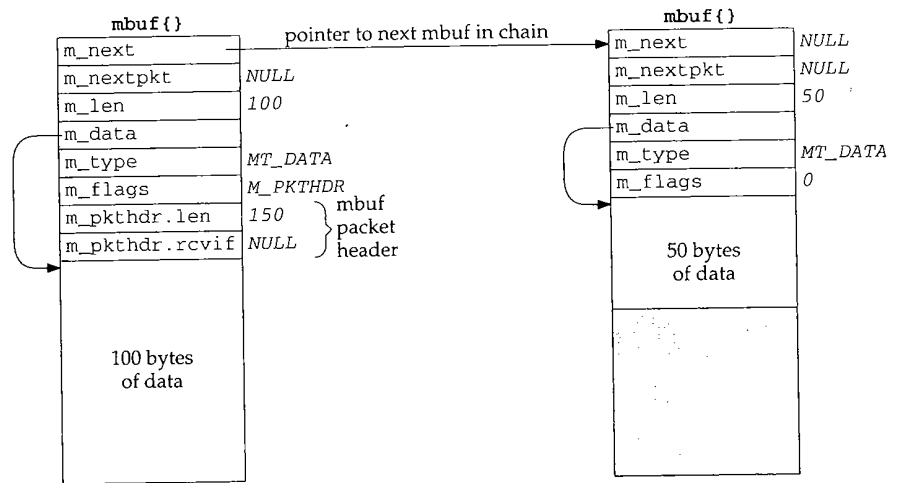 mbuf{}
m_next
m_nextpkt NULL
m_len 100
m_data
m_type MT_DATA
m_flags M_PKTHDR
m_pkthdr.len 150
m_pkthdr.rcvif NULL
mbuf
packet
header
100 bytes
of data
pointer to next mbuf in chain
mbuf{}
m_next NULL
m_nextpkt NULL
m_len 50
m_data
m_type MT_DATA
m_flags 0
50 bytes
of data